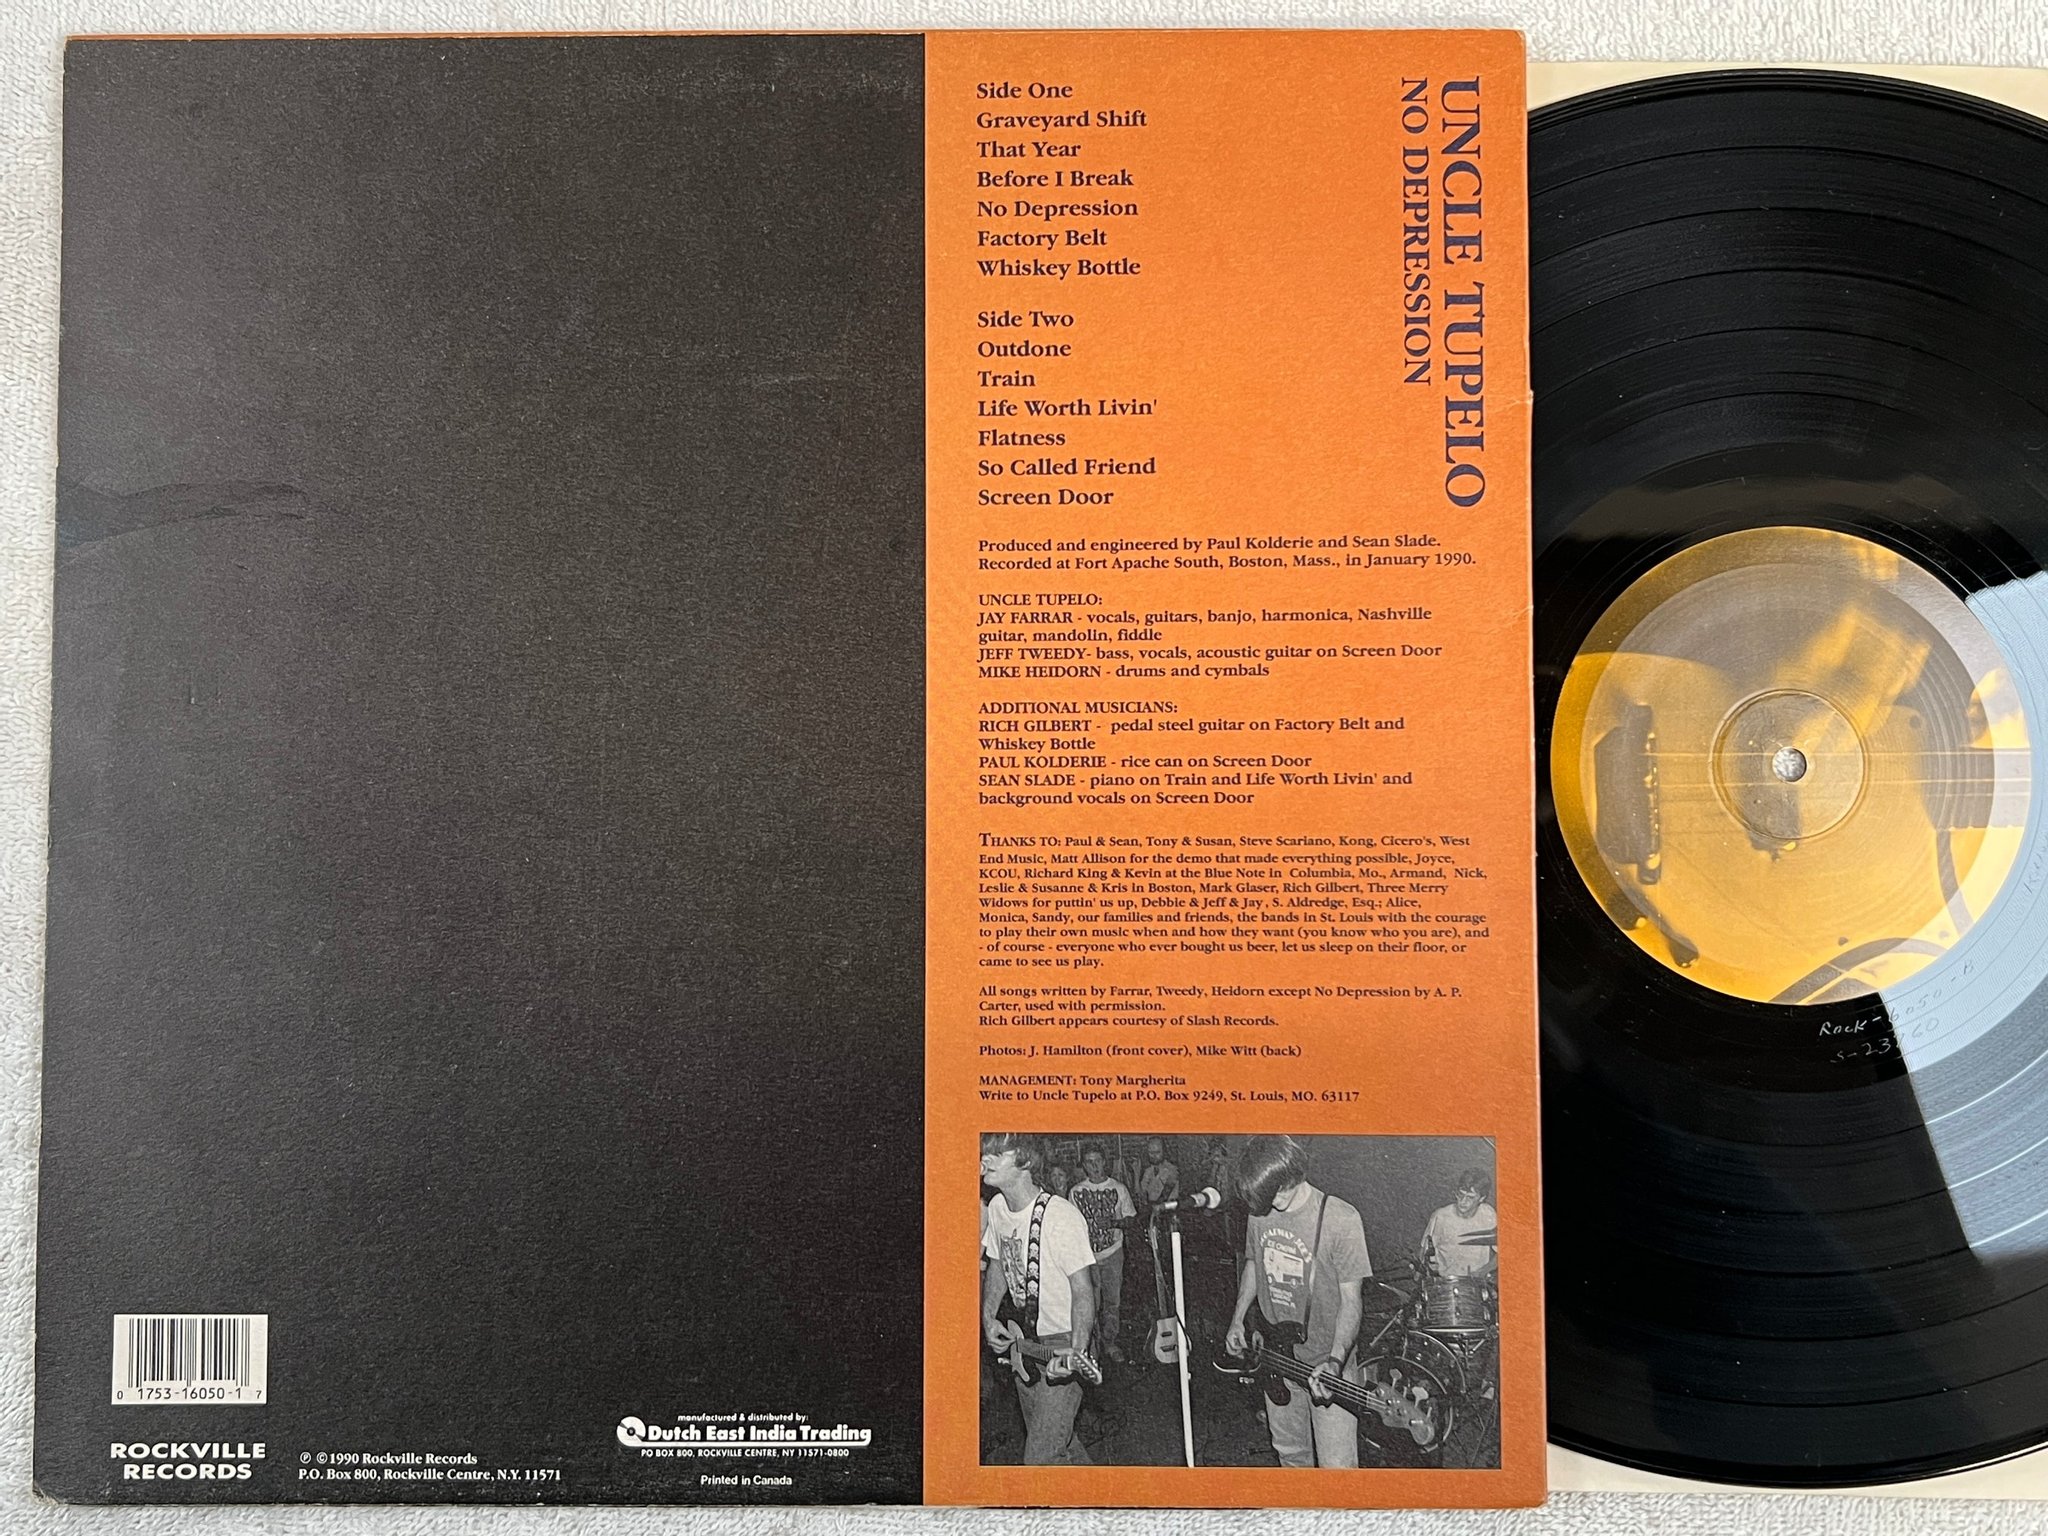 Side One
Graveyard Shift
That Year
Before I Break
No Depression
Factory Belt
Whiskey Bottle
Side Two
Outdone
Train
Life Worth Livin'
Flatness
So Called Friend
Screen Door
UNCLE TUPELO
NO DEPRESSION
Produced and engineered by Paul Kolderie and Sean Slade.
Recorded at Fort Apache South, Boston, Mass., in January 1990.
UNCLE TUPELO:
JAY FARRAR - vocals, guitars, banjo, harmonica, Nashville
guitar, mandolin, fiddle
JEFF TWEEDY- bass, vocals, acoustic guitar on Screen Door
MIKE HEIDORN - drums and cymbals
ADDITIONAL MUSICIANS:
RICH GILBERT - pedal steel guitar on Factory Belt and
Whiskey Bottle
PAUL KOLDERIE - rice can on Screen Door
SEAN SLADE - piano on Train and Life Worth Livin' and
background vocals on Screen Door
THANKS TO: Paul & Sean, Tony & Susan, Steve Scariano, Kong, Cicero's, West
End Music, Matt Allison for the demo that made everything possible, Joyce,
KCOU, Richard King & Kevin at the Blue Note in Columbia, Mo., Armand, Nick,
Leslie & Susanne & Kris in Boston, Mark Glaser, Rich Gilbert, Three Merry
Widows for puttin' us up, Debbie & Jeff & Jay, S. Aldredge, Esq.; Alice,
Monica, Sandy, our families and friends, the bands in St. Louis with the courage
to play their own music when and how they want (you know who you are), and
- of course - everyone who ever bought us beer, let us sleep on their floor, or
came to see us play.
All songs written by Farrar, Tweedy, Heidorn except No Depression by A. P.
Carter, used with permission.
Rich Gilbert appears courtesy of Slash Records.
Photos: J. Hamilton (front cover), Mike Witt (back)
MANAGEMENT: Tony Margherita
Write to Uncle Tupelo at P.O. Box 9249, St. Louis, MO. 63117
0 1753-16050-1 7
ROCKVILLE
RECORDS
℗ ©1990 Rockville Records
P.O. Box 800, Rockville Centre, N.Y. 11571
manufactured & distributed by:
Dutch East India Trading
PO BOX 800, ROCKVILLE CENTRE, NY 11571-0800
Printed in Canada
Rock-6050-B